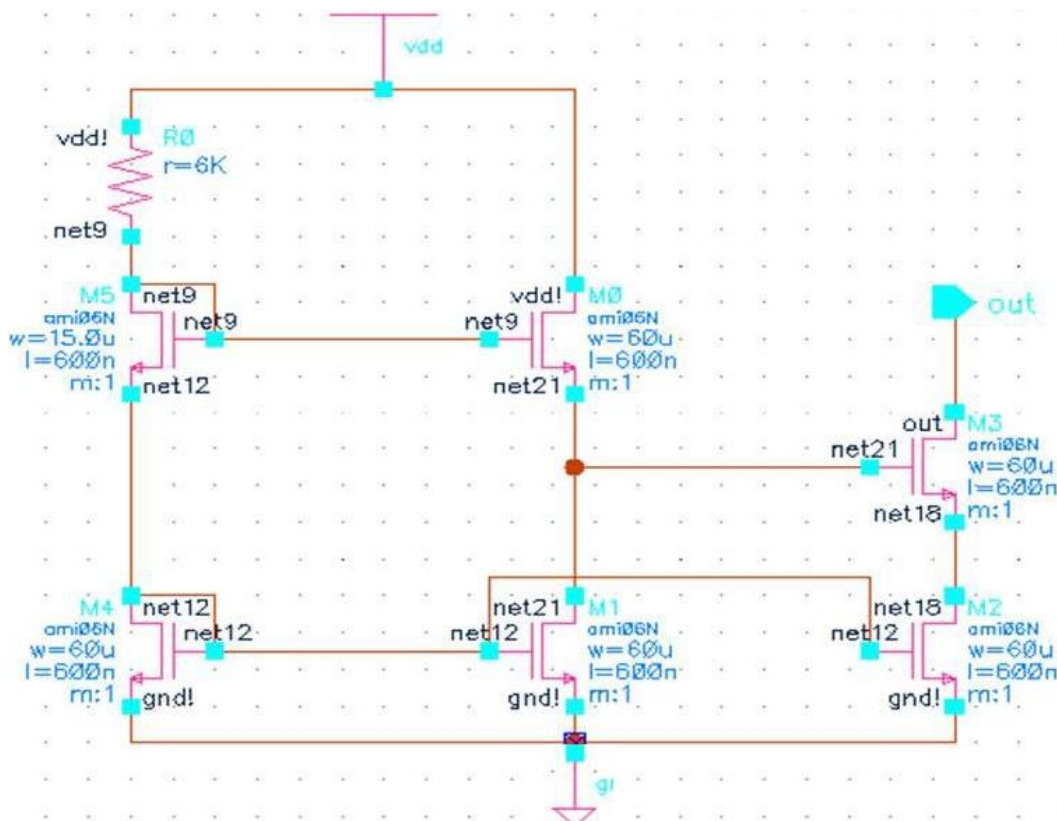 vdd
vdd!
R0
r=6K
net9
M5
net9
ami06N
net9
w=15.0u
l=600n
m:1
net12
vdd!
M0
net9
ami06N
w=60u
l=600n
net21
m:1
out
out
M3
net21
ami06N
w=60u
l=600n
net18
m:1
M4
net12
ami06N
net12
w=60u
l=600n
m:1
gnd!
net21
M1
net12
ami06N
w=60u
l=600n
gnd!
m:1
net18
M2
net12
ami06N
w=60u
l=600n
gnd!
m:1